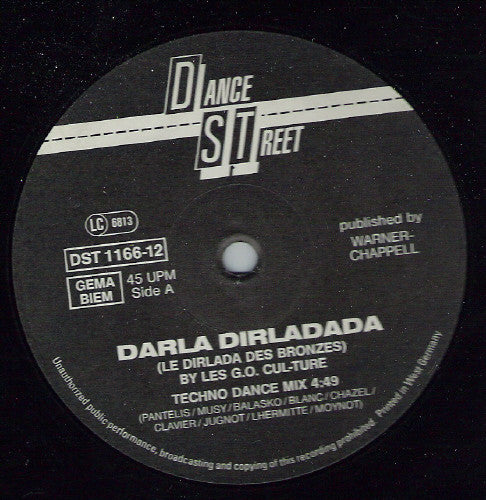 DANCE
STREET
LC 6813
DST 1166-12
GEMA
BIEM
45 UPM
Side A
published by
WARNER-
CHAPPELL
DARLA DIRLADADA
(LE DIRLADA DES BRONZES)
BY LES G.O. CUL-TURE
TECHNO DANCE MIX 4:49
(PANTELIS / MUSY / BALASKO / BLANC / CHAZEL /
CLAVIER / JUGNOT / LHERMITTE / MOYNOT)
Unauthorized public performance, broadcasting and copying of this recording prohibited. Printed in West Germany